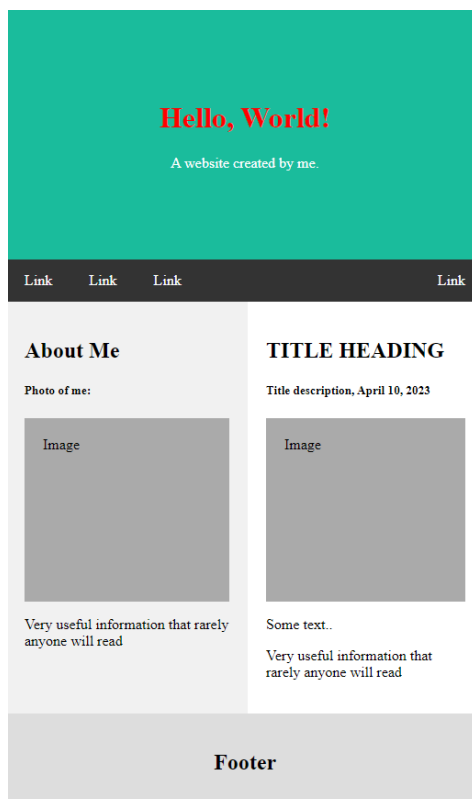 Hello, World!
A website created by me.
Link Link Link Link
About Me
Photo of me:
Image
Very useful information that rarely
anyone will read
TITLE HEADING
Title description, April 10, 2023
Image
Some text..
Very useful information that
rarely anyone will read
Footer